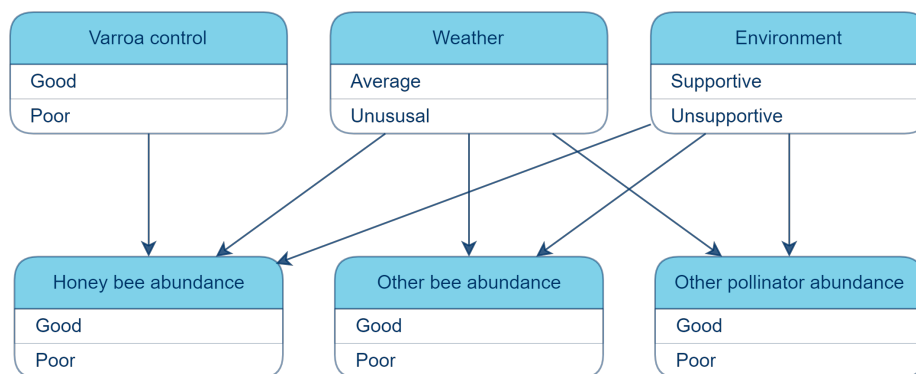 Varroa control
Good
Poor
Weather
Average
Unususal
Environment
Supportive
Unsupportive
Honey bee abundance
Good
Poor
Other bee abundance
Good
Poor
Other pollinator abundance
Good
Poor